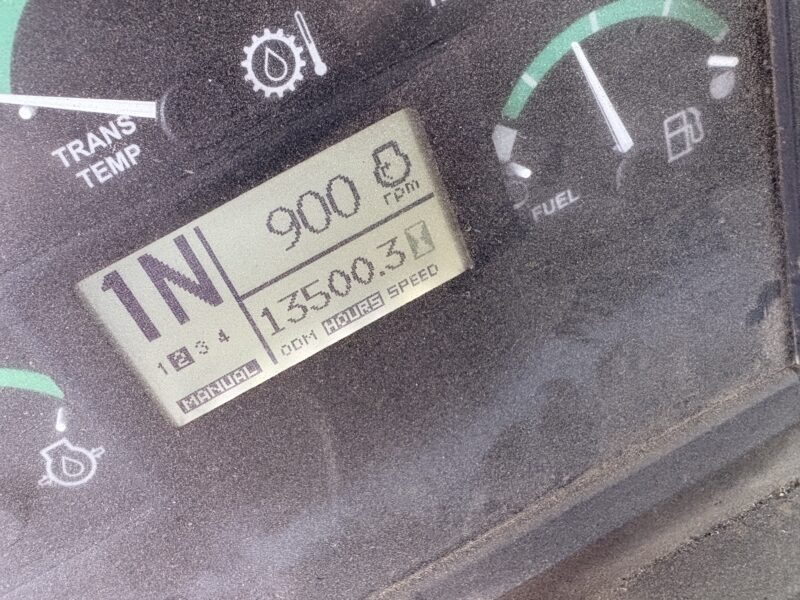 TRANS
TEMP
900
rpm
1N
13500.3
ODM HOURS SPEED
1 2 3 4
MANUAL
FUEL